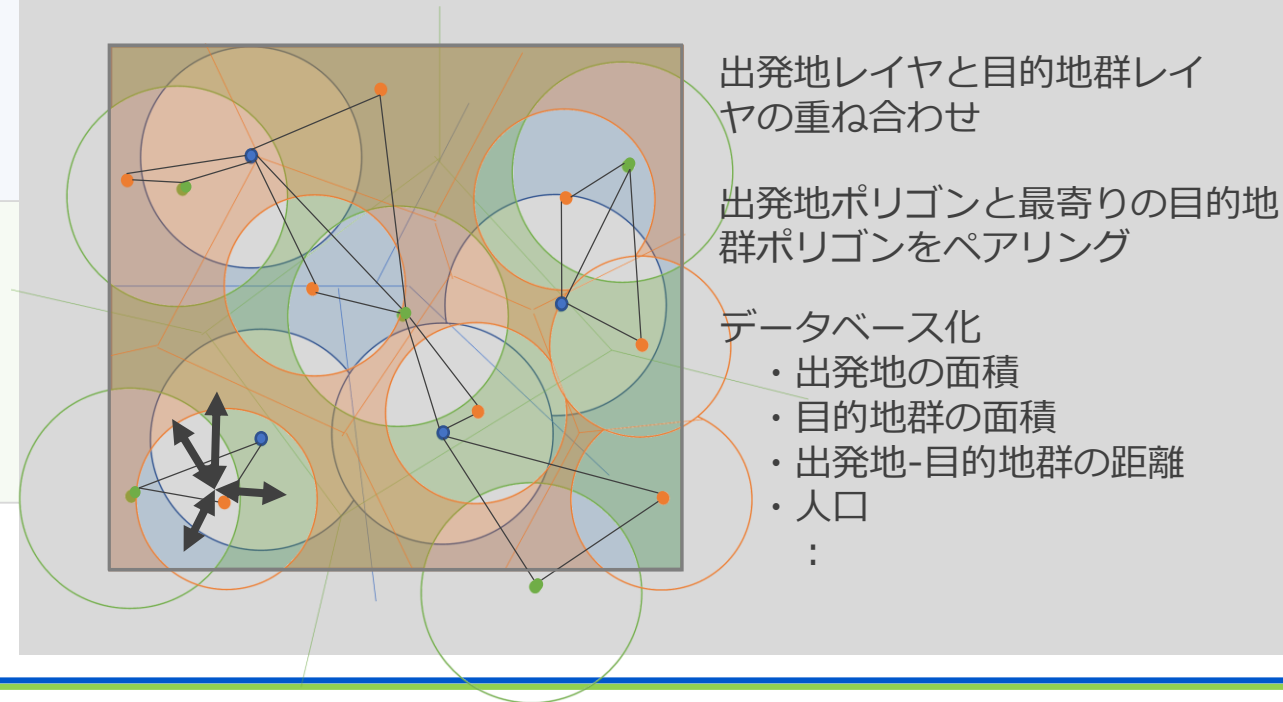 出発地レイヤと目的地群レイ
ヤの重ね合わせ
出発地ポリゴンと最寄りの目的地
群ポリゴンをペアリング
データベース化
・出発地の面積
・目的地群の面積
・出発地-目的地群の距離
・人口
：